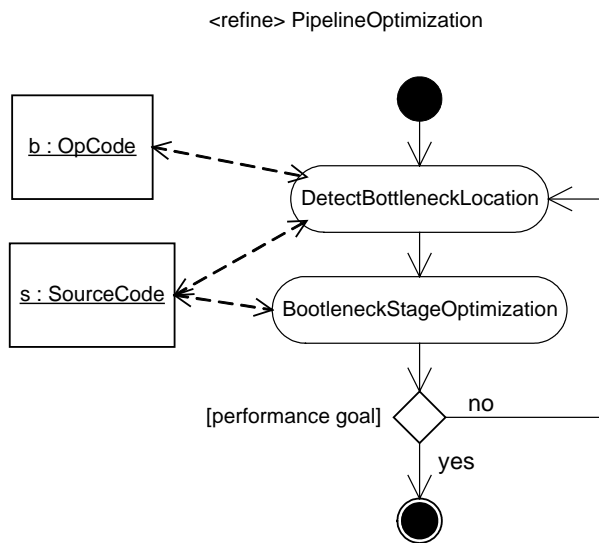 <refine> PipelineOptimization
b : OpCode
DetectBottleneckLocation
s : SourceCode
BootleneckStageOptimization
[performance goal]
no
yes